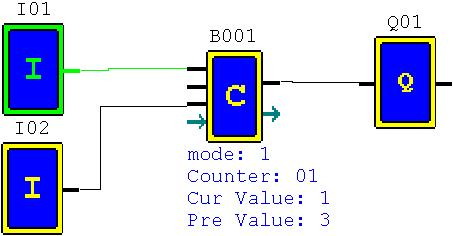 I01
I
B001
C
Q01
Q
I02
I
mode: 1
Counter: 01
Cur Value: 1
Pre Value: 3